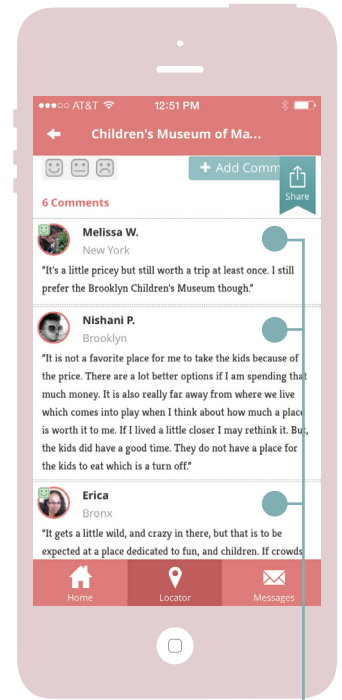 AT&T 12:51 PM
Children's Museum of Ma...
+ Add Comm
Share
6 Comments
Melissa W.
New York
"It's a little pricey but still worth a trip at least once. I still
prefer the Brooklyn Children's Museum though."
Nishani P.
Brooklyn
"It is not a favorite place for me to take the kids because of
the price. There are a lot better options if I am spending that
much money. It is also really far away from where we live
which comes into play when I think about how much a place
is worth it to me. If I lived a little closer I may rethink it. But,
the kids did have a good time. They do not have a place for
the kids to eat which is a turn off."
Erica
Bronx
"It gets a little wild, and crazy in there, but that is to be
expected at a place dedicated to fun, and children. If crowds
Home Locator Messages